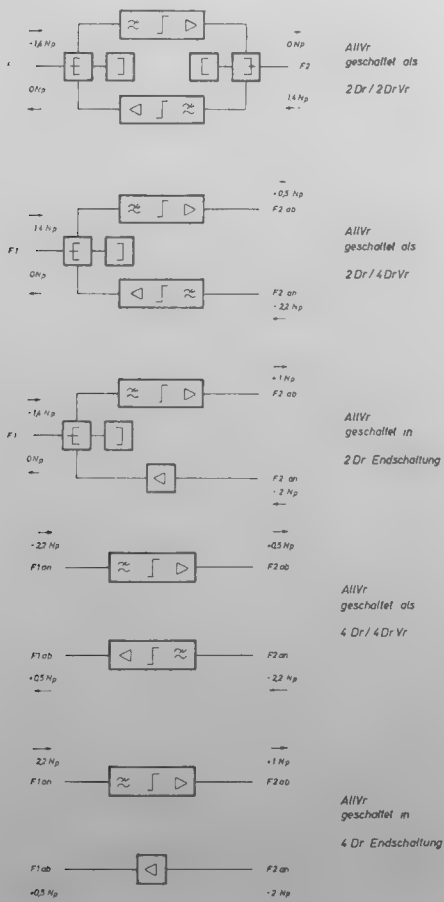 -1,4 Np
0 Np
0 Np
F2
1,4 Np
AllVr
geschaltet als
2 Dr / 2 Dr Vr
+0,5 Np
F2 ab
1,4 Np
F1
0 Np
F2 an
- 2,2 Np
AllVr
geschaltet als
2 Dr / 4 Dr Vr
+1 Np
F2 ab
-1,4 Np
F1
0 Np
F2 an
- 2 Np
AllVr
geschaltet in
2 Dr Endschaltung
- 2,2 Np
F1 an
+0,5 Np
F2 ab
F1 ab
+0,5 Np
F2 an
- 2,2 Np
AllVr
geschaltet als
4 Dr / 4 Dr Vr
2,2 Np
F1 an
+1 Np
F2 ab
F1 ab
+0,5 Np
F2 an
- 2 Np
AllVr
geschaltet in
4 Dr Endschaltung